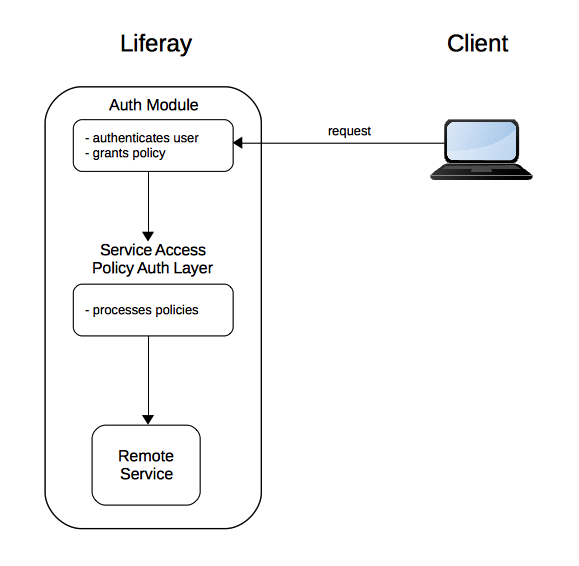 Liferay
Client
Auth Module
- authenticates user
- grants policy
request
Service Access
Policy Auth Layer
- processes policies
Remote
Service